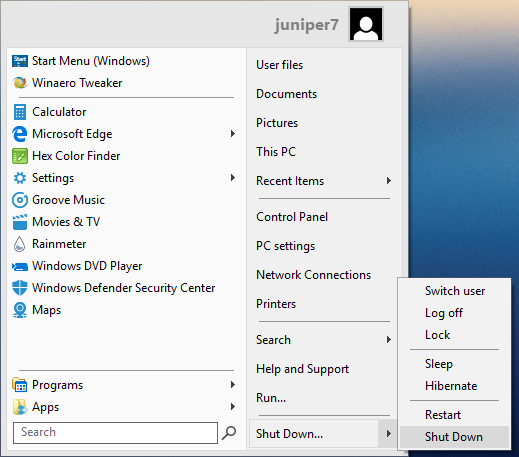 juniper7
Start Menu (Windows)
Winaero Tweaker
Calculator
Microsoft Edge
Hex Color Finder
Settings
Groove Music
Movies & TV
Rainmeter
Windows DVD Player
Windows Defender Security Center
Maps
Programs
Apps
Search
User files
Documents
Pictures
This PC
Recent Items
Control Panel
PC settings
Network Connections
Printers
Search
Help and Support
Run...
Shut Down...
Switch user
Log off
Lock
Sleep
Hibernate
Restart
Shut Down